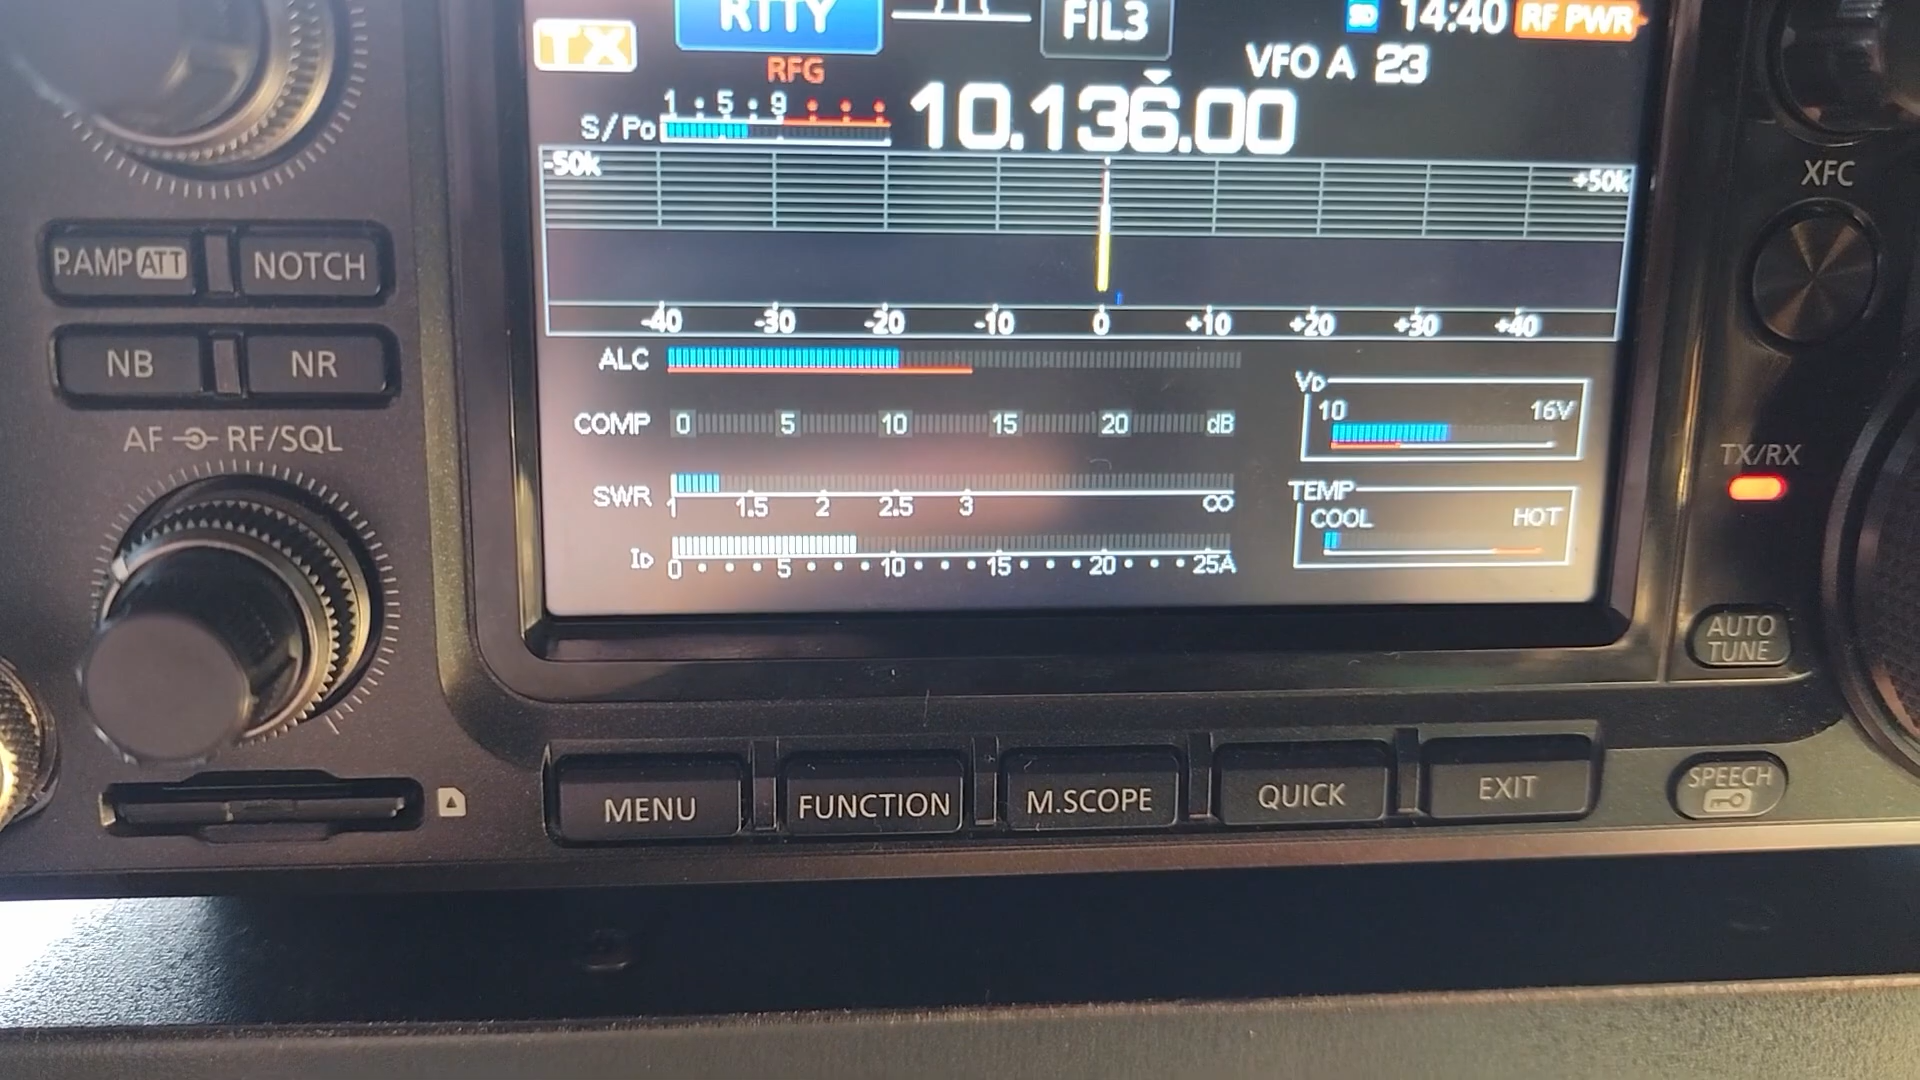 RTTY FIL3 14:40 RF PWR
TX
RFG
VFO A 23
1 • 5 • 9
S/Po
10.136.00
-50k +50k
-40 -30 -20 -10 0 +10 +20 +30 +40
ALC
COMP 0 5 10 15 20 dB
SWR
1 1.5 2 2.5 3 ∞
ID
0 5 10 15 20 25A
VD
10 16V
TEMP
COOL HOT
P.AMP ATT NOTCH
NB NR
AF RF/SQL
XFC
TX/RX
AUTO
TUNE
MENU FUNCTION M.SCOPE QUICK EXIT
SPEECH